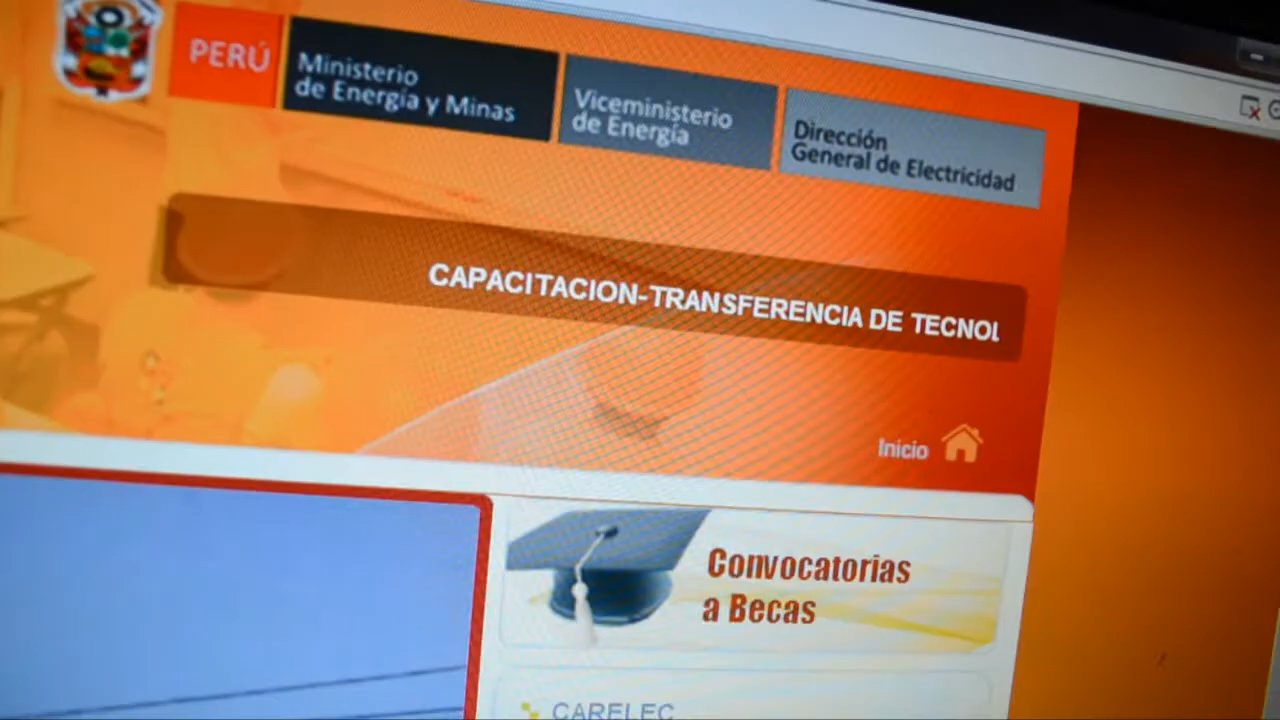 PERÚ
Ministerio
de Energía y Minas
Viceministerio
de Energía
Dirección
General de Electricidad
CAPACITACION-TRANSFERENCIA DE TECNOL
Inicio
Convocatorias
a Becas
CARELEC